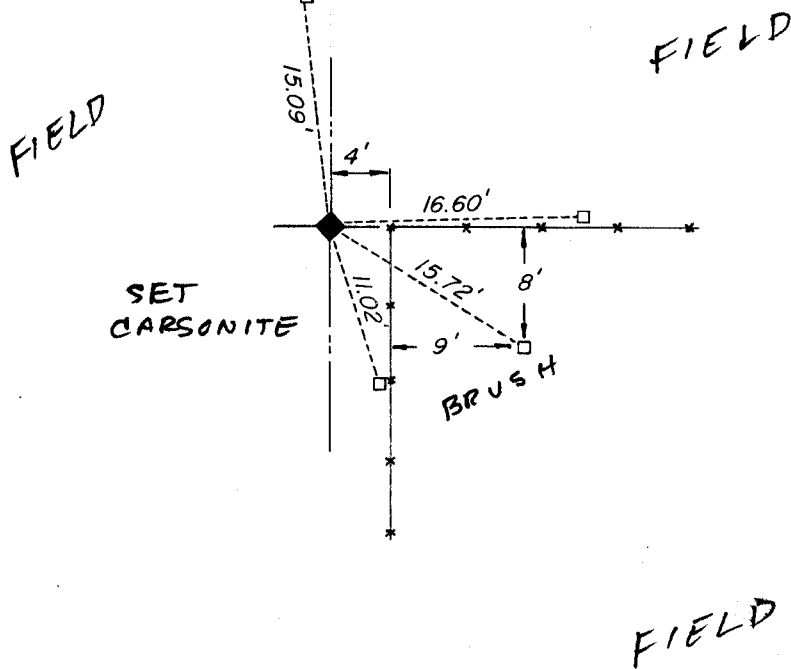 FIELD
FIELD
15.09'
4'
16.60'
SET
CARSONITE
11.02'
15.72'
8'
9'
BRUSH
FIELD